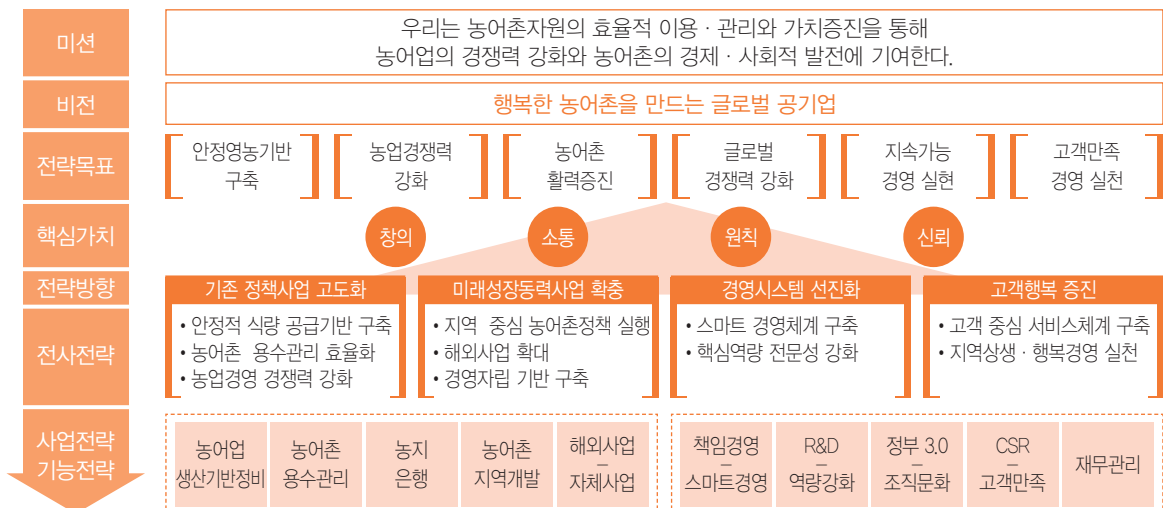 미션
우리는 농어촌자원의 효율적 이용 · 관리와 가치증진을 통해
농어업의 경쟁력 강화와 농어촌의 경제 · 사회적 발전에 기여한다.
비전
행복한 농어촌을 만드는 글로벌 공기업
전략목표
안정영농기반
구축
농업경쟁력
강화
농어촌
활력증진
글로벌
경쟁력 강화
지속가능
경영 실현
고객만족
경영 실천
핵심가치
창의
소통
원칙
신뢰
전략방향
기존 정책사업 고도화
미래성장동력사업 확충
경영시스템 선진화
고객행복 증진
전사전략
• 안정적 식량 공급기반 구축
• 농어촌 용수관리 효율화
• 농업경영 경쟁력 강화
• 지역 중심 농어촌정책 실행
• 해외사업 확대
• 경영자립 기반 구축
• 스마트 경영체계 구축
• 핵심역량 전문성 강화
• 고객 중심 서비스체계 구축
• 지역상생 · 행복경영 실천
사업전략
기능전략
농어업
생산기반정비
농어촌
용수관리
농지
은행
농어촌
지역개발
해외사업
–
자체사업
책임경영
–
스마트경영
R&D
–
역량강화
정부 3.0
–
조직문화
CSR
–
고객만족
재무관리